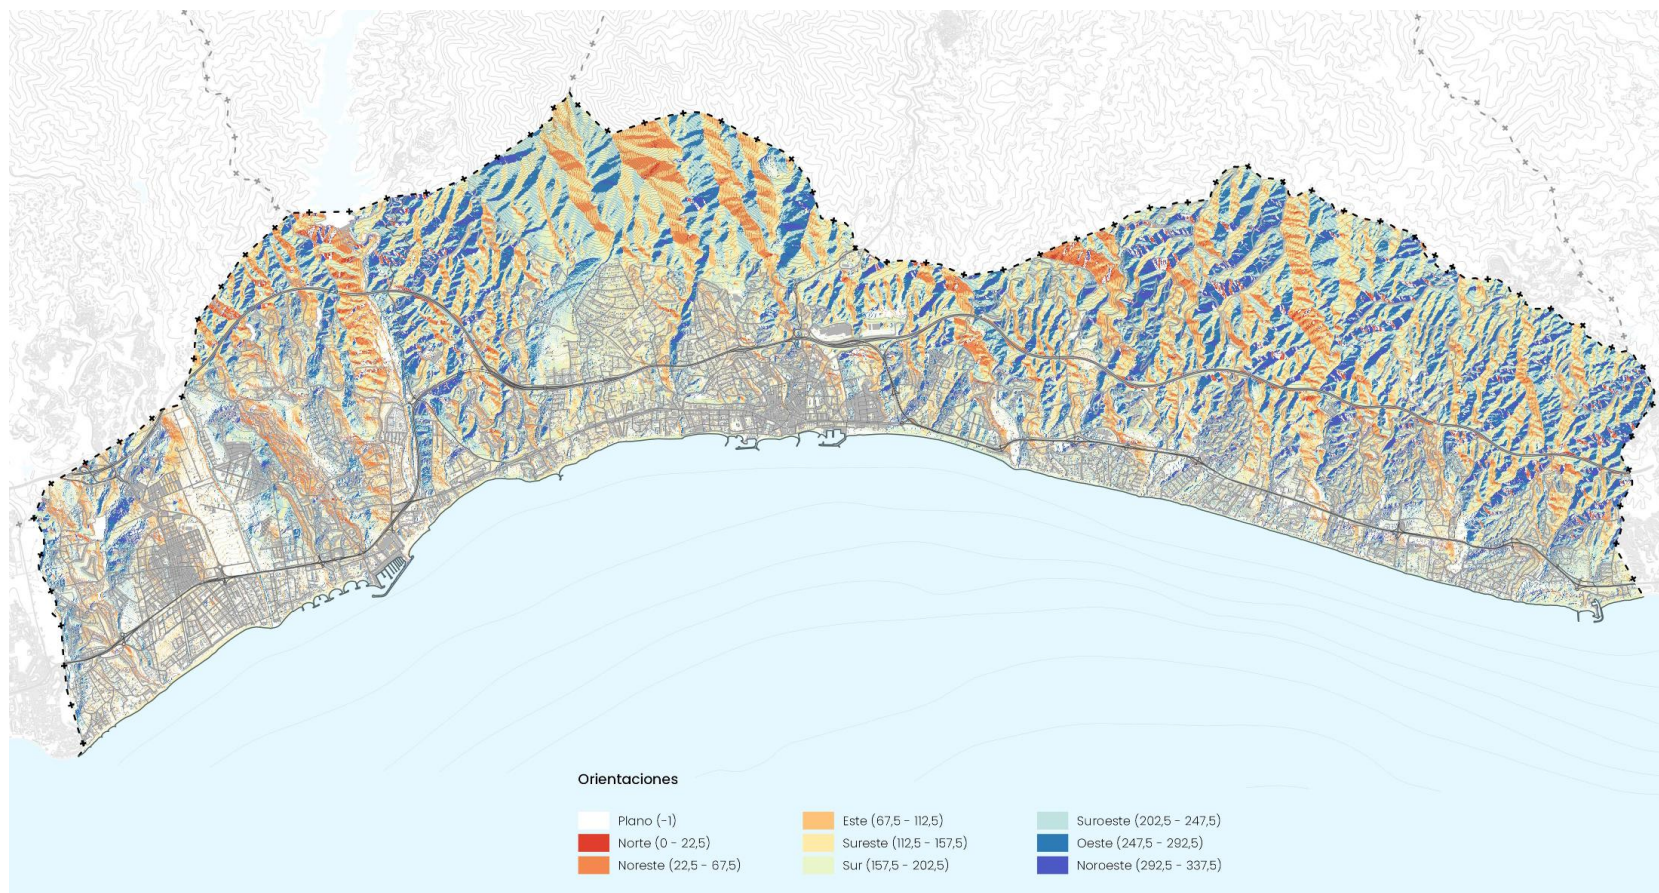 Orientaciones
Plano (-1)
Norte (0 - 22,5)
Noreste (22,5 - 67,5)
Este (67,5 - 112,5)
Sureste (112,5 - 157,5)
Sur (157,5 - 202,5)
Suroeste (202,5 - 247,5)
Oeste (247,5 - 292,5)
Noroeste (292,5 - 337,5)